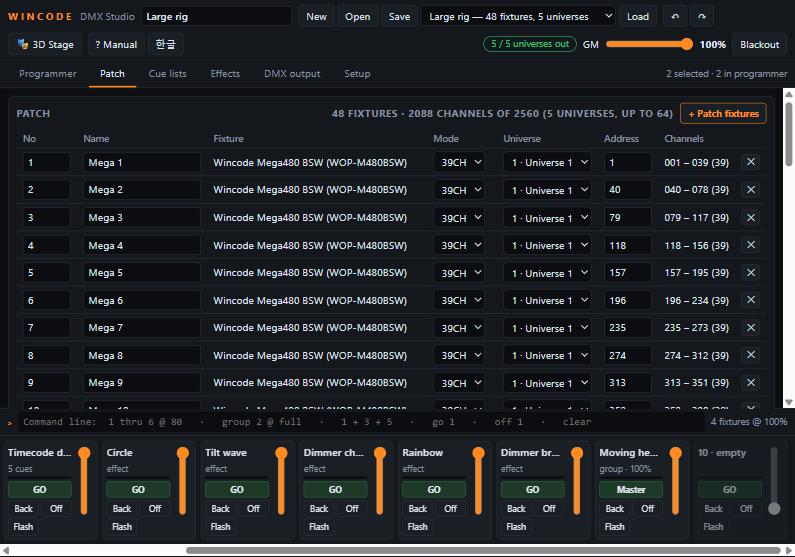 WINCODE DMX Studio Large rig New Open Save Large rig — 48 fixtures, 5 universes Load
3D Stage ? Manual 한글 5 / 5 universes out GM 100% Blackout
Programmer Patch Cue lists Effects DMX output Setup 2 selected · 2 in programmer
PATCH 48 FIXTURES · 2088 CHANNELS OF 2560 (5 UNIVERSES, UP TO 64) + Patch fixtures
No Name Fixture Mode Universe Address Channels
1 Mega 1 Wincode Mega480 BSW (WOP-M480BSW) 39CH 1 · Universe 1 1 001 – 039 (39)
2 Mega 2 Wincode Mega480 BSW (WOP-M480BSW) 39CH 1 · Universe 1 40 040 – 078 (39)
3 Mega 3 Wincode Mega480 BSW (WOP-M480BSW) 39CH 1 · Universe 1 79 079 – 117 (39)
4 Mega 4 Wincode Mega480 BSW (WOP-M480BSW) 39CH 1 · Universe 1 118 118 – 156 (39)
5 Mega 5 Wincode Mega480 BSW (WOP-M480BSW) 39CH 1 · Universe 1 157 157 – 195 (39)
6 Mega 6 Wincode Mega480 BSW (WOP-M480BSW) 39CH 1 · Universe 1 196 196 – 234 (39)
7 Mega 7 Wincode Mega480 BSW (WOP-M480BSW) 39CH 1 · Universe 1 235 235 – 273 (39)
8 Mega 8 Wincode Mega480 BSW (WOP-M480BSW) 39CH 1 · Universe 1 274 274 – 312 (39)
9 Mega 9 Wincode Mega480 BSW (WOP-M480BSW) 39CH 1 · Universe 1 313 313 – 351 (39)
> Command line: 1 thru 6 @ 80 · group 2 @ full · 1 + 3 + 5 · go 1 · off 1 · clear 4 fixtures @ 100%
Timecode d... Circle Tilt wave Dimmer ch... Rainbow Dimmer br... Moving he... 10 · empty
5 cues effect effect effect effect effect group · 100%
GO GO GO GO GO GO Master GO
Back Off Back Off Back Off Back Off Back Off Back Off Back Off Back Off
Flash Flash Flash Flash Flash Flash Flash Flash